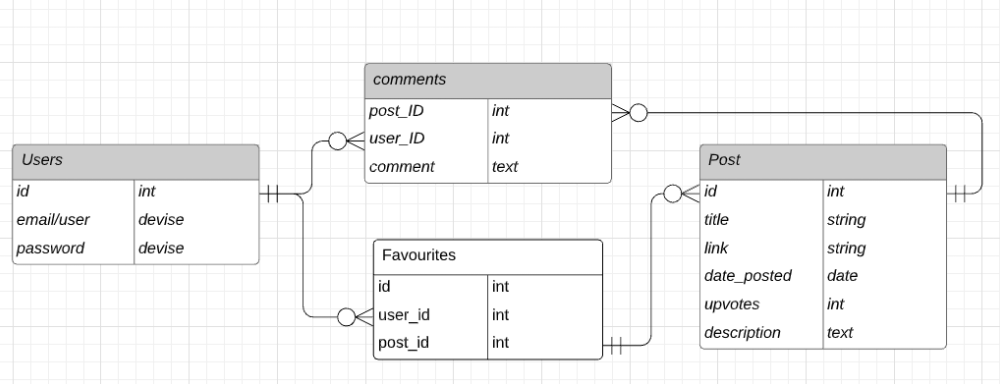 Users
id int
email/user devise
password devise
comments
post_ID int
user_ID int
comment text
Favourites
id int
user_id int
post_id int
Post
id int
title string
link string
date_posted date
upvotes int
description text